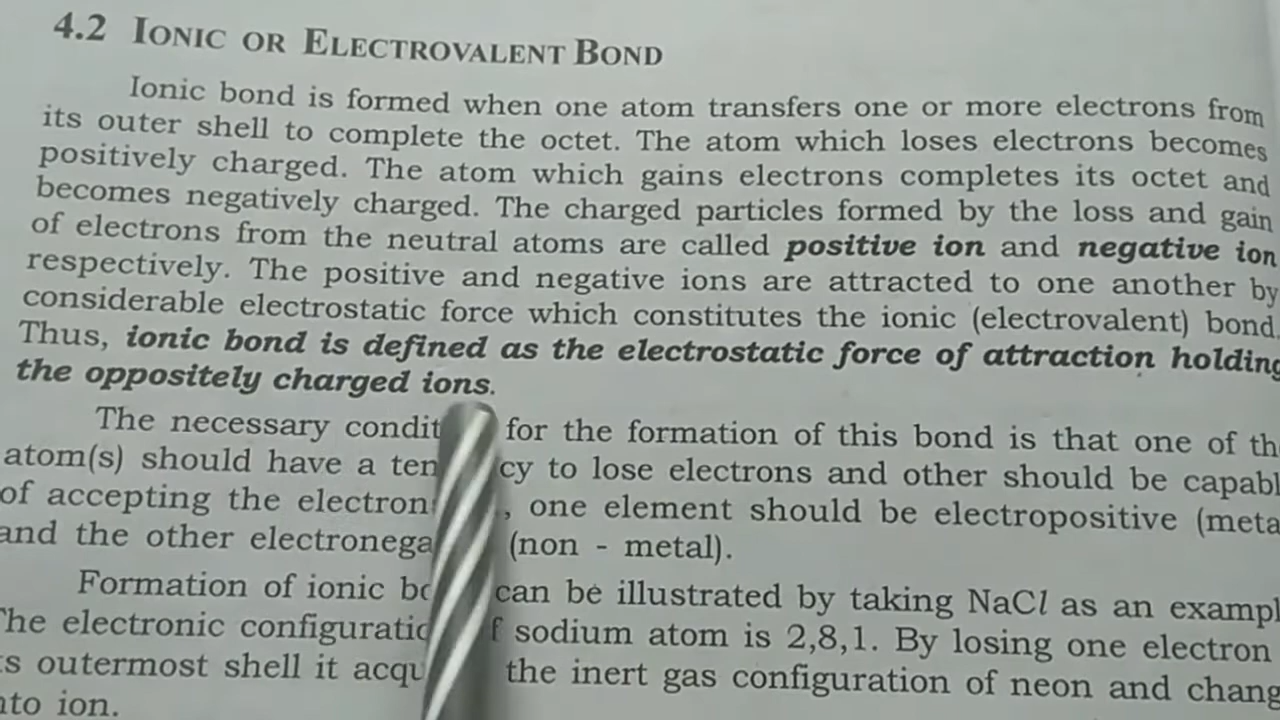 4.2 IONIC OR ELECTROVALENT BOND
Ionic bond is formed when one atom transfers one or more electrons from
its outer shell to complete the octet. The atom which loses electrons becomes
positively charged. The atom which gains electrons completes its octet and
becomes negatively charged. The charged particles formed by the loss and gain
of electrons from the neutral atoms are called positive ion and negative ion
respectively. The positive and negative ions are attracted to one another by
considerable electrostatic force which constitutes the ionic (electrovalent) bond.
Thus, ionic bond is defined as the electrostatic force of attraction holding
the oppositely charged ions.
The necessary for the formation of this bond is that one of
atom(s) should have a to lose electrons and other should be
of accepting the , one element should be electropositive
and the other (non - metal).
Formation of ionic can be illustrated by taking NaCl as an
The electronic sodium atom is 2,8,1. By losing one electron
outermost shell it the inert gas configuration of neon and
ion.